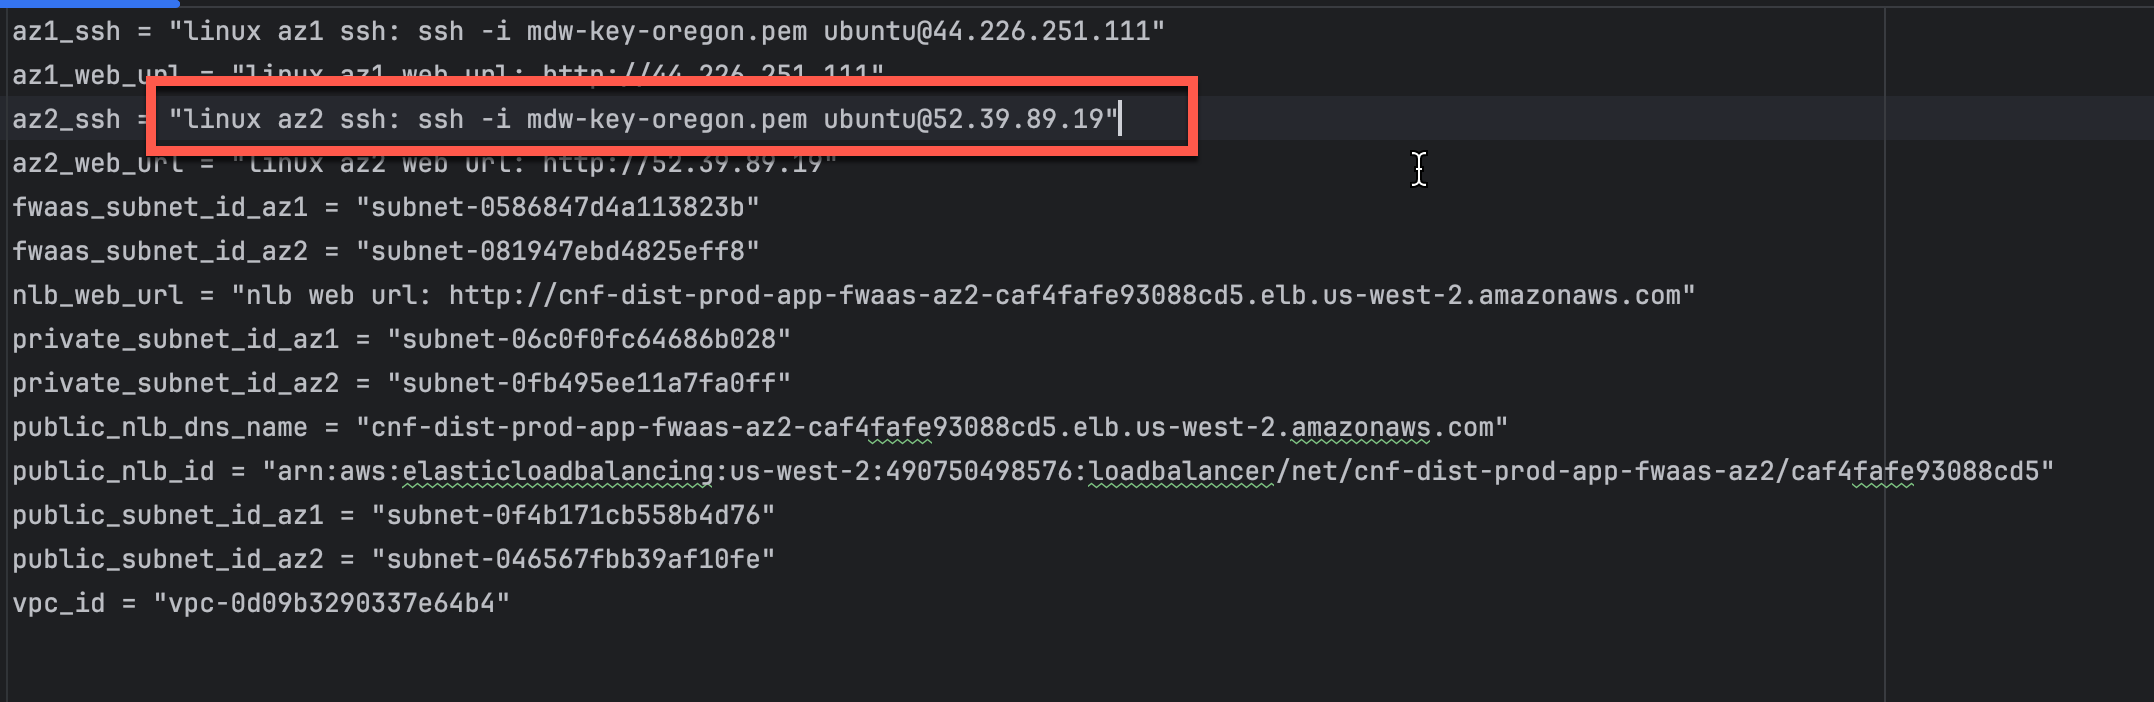 az1_ssh = "linux az1 ssh: ssh -i mdw-key-oregon.pem ubuntu@44.226.251.111"
az1_web_url = "linux az1 web url: http://44.226.251.111"
az2_ssh = "linux az2 ssh: ssh -i mdw-key-oregon.pem ubuntu@52.39.89.19"
az2_web_url = "linux az2 web url: http://52.39.89.19"
fwaas_subnet_id_az1 = "subnet-0586847d4a113823b"
fwaas_subnet_id_az2 = "subnet-081947ebd4825eff8"
nlb_web_url = "nlb web url: http://cnf-dist-prod-app-fwaas-az2-caf4fafe93088cd5.elb.us-west-2.amazonaws.com"
private_subnet_id_az1 = "subnet-06c0f0fc64686b028"
private_subnet_id_az2 = "subnet-0fb495ee11a7fa0ff"
public_nlb_dns_name = "cnf-dist-prod-app-fwaas-az2-caf4fafe93088cd5.elb.us-west-2.amazonaws.com"
public_nlb_id = "arn:aws:elasticloadbalancing:us-west-2:490750498576:loadbalancer/net/cnf-dist-prod-app-fwaas-az2/caf4fafe93088cd5"
public_subnet_id_az1 = "subnet-0f4b171cb558b4d76"
public_subnet_id_az2 = "subnet-046567fbb39af10fe"
vpc_id = "vpc-0d09b3290337e64b4"